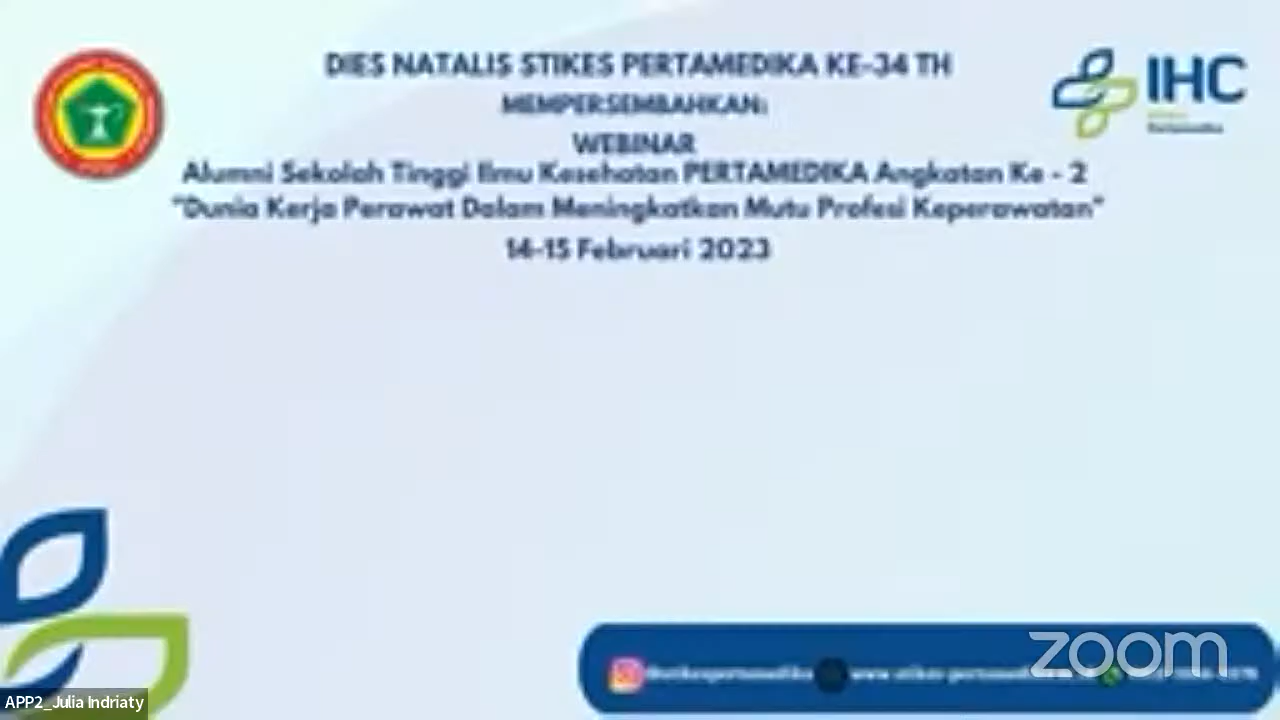 DIES NATALIS STIKES PERTAMEDIKA KE-34 TH
IHC
MEMPERSEMBAHKAN:
Pertamedika
WEBINAR
Alumni Sekolah Tinggi Ilmu Kesehatan PERTAMEDIKA Angkatan Ke - 2
"Dunia Kerja Perawat Dalam Meningkatkan Mutu Profesi Keperawatan"
14-15 Februari 2023
zoom
APP2_Julia Indriaty